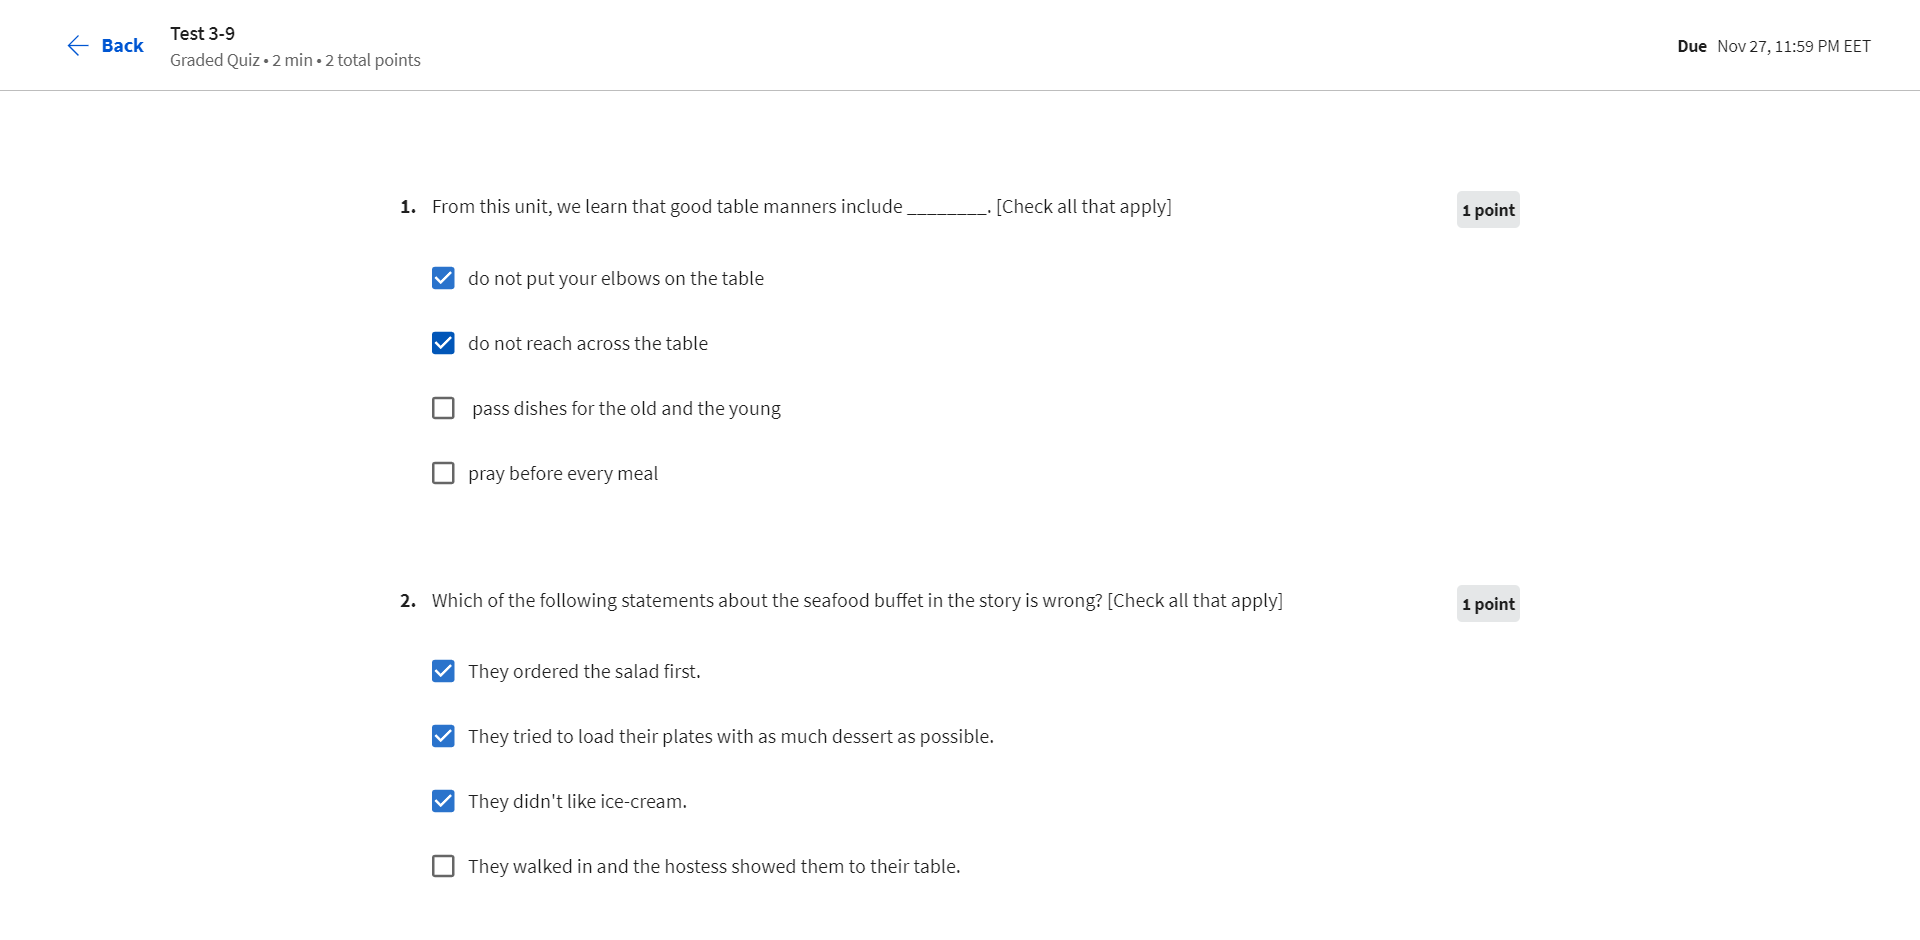 Back
Test 3-9
Graded Quiz • 2 min • 2 total points
Due Nov 27, 11:59 PM EET
1. From this unit, we learn that good table manners include ________. [Check all that apply]
1 point
do not put your elbows on the table
do not reach across the table
pass dishes for the old and the young
pray before every meal
2. Which of the following statements about the seafood buffet in the story is wrong? [Check all that apply]
1 point
They ordered the salad first.
They tried to load their plates with as much dessert as possible.
They didn't like ice-cream.
They walked in and the hostess showed them to their table.